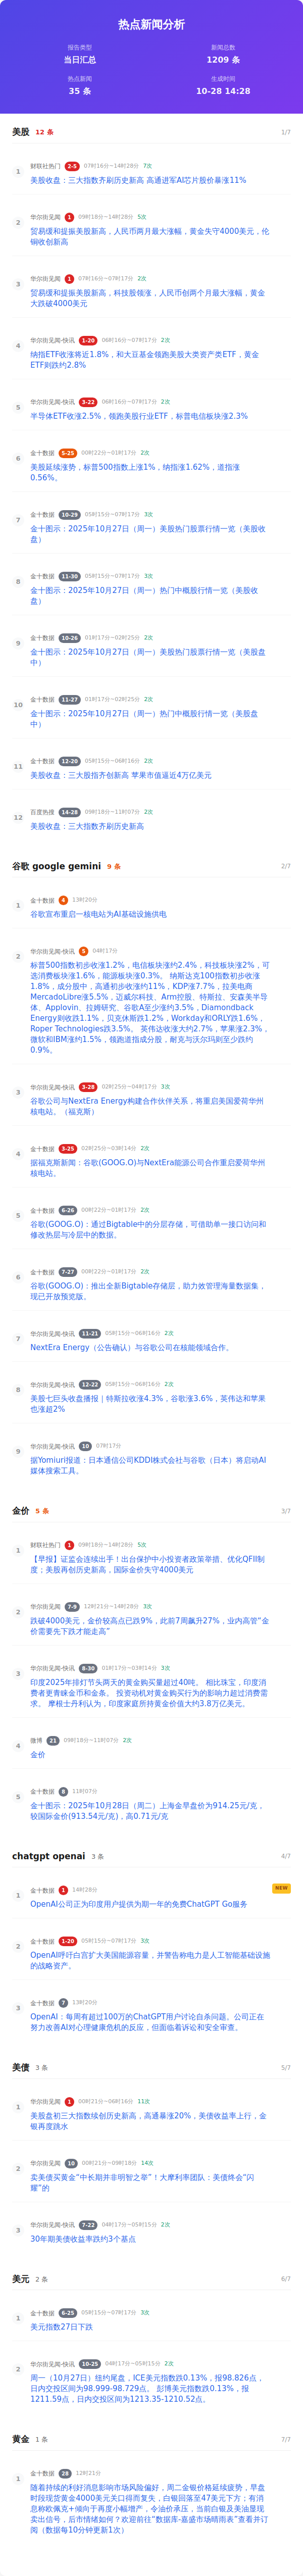 热点新闻分析
报告类型
新闻总数
当日汇总
1209 条
热点新闻
生成时间
35 条
10-28 14:28
美股 12 条 1/7
1
财联社热门 2-5 07时16分~14时28分 7次
美股收盘：三大指数齐刷历史新高 高通进军AI芯片股价暴涨11%
2
华尔街见闻 1 09时18分~14时28分 5次
贸易缓和提振美股新高，人民币两月最大涨幅，黄金失守4000美元，伦
铜收创新高
3
华尔街见闻 1 07时16分~07时17分 2次
贸易缓和提振美股新高，科技股领涨，人民币创两个月最大涨幅，黄金
大跌破4000美元
4
华尔街见闻-快讯 1-20 06时16分~07时17分 2次
纳指ETF收涨将近1.8%，和大豆基金领跑美股大类资产类ETF，黄金
ETF则跌约2.8%
5
华尔街见闻-快讯 3-22 06时16分~07时17分 2次
半导体ETF收涨2.5%，领跑美股行业ETF，标普电信板块涨2.3%
6
金十数据 5-25 00时22分~01时17分 2次
美股延续涨势，标普500指数上涨1%，纳指涨1.62%，道指涨
0.56%。
7
金十数据 10-29 05时15分~07时17分 3次
金十图示：2025年10月27日（周一）美股热门股票行情一览（美股收
盘）
8
金十数据 11-30 05时15分~07时17分 3次
金十图示：2025年10月27日（周一）热门中概股行情一览（美股收
盘）
9
金十数据 10-26 01时17分~02时25分 2次
金十图示：2025年10月27日（周一）美股热门股票行情一览（美股盘
中）
10
金十数据 11-27 01时17分~02时25分 2次
金十图示：2025年10月27日（周一）热门中概股行情一览（美股盘
中）
11
金十数据 12-20 05时15分~06时16分 2次
美股收盘：三大股指齐创新高 苹果市值逼近4万亿美元
12
百度热搜 14-28 09时18分~11时07分 2次
美股收盘：三大指数齐刷历史新高
谷歌 google gemini 9 条 2/7
1
金十数据 4 13时20分
谷歌宣布重启一核电站为AI基础设施供电
2
华尔街见闻-快讯 5 04时17分
标普500指数初步收涨1.2%，电信板块涨约2.4%，科技板块涨2%，可
选消费板块涨1.6%，能源板块涨0.3%。 纳斯达克100指数初步收涨
1.8%，成分股中，高通初步收涨约11%，KDP涨7.7%，拉美电商
MercadoLibre涨5.5%，迈威尔科技、Arm控股、特斯拉、安森美半导
体、Applovin、拉姆研究、谷歌A至少涨约3.5%，Diamondback
Energy则收跌1.1%，贝克休斯跌1.2%，Workday和ORLY跌1.6%，
Roper Technologies跌3.5%。 英伟达收涨大约2.7%，苹果涨2.3%，
微软和IBM涨约1.5%，领跑道指成分股，耐克与沃尔玛则至少跌约
0.9%。
3
华尔街见闻-快讯 3-28 02时25分~04时17分 3次
谷歌公司与NextEra Energy构建合作伙伴关系，将重启美国爱荷华州
核电站。（福克斯）
4
金十数据 3-25 02时25分~03时14分 2次
据福克斯新闻：谷歌(GOOG.O)与NextEra能源公司合作重启爱荷华州
核电站。
5
金十数据 6-26 00时22分~01时17分 2次
谷歌(GOOG.O)：通过Bigtable中的分层存储，可借助单一接口访问和
修改热层与冷层中的数据。
6
金十数据 7-27 00时22分~01时17分 2次
谷歌(GOOG.O)：推出全新Bigtable存储层，助力效管理海量数据集，
现已开放预览版。
7
华尔街见闻-快讯 11-21 05时15分~06时16分 2次
NextEra Energy（公告确认）与谷歌公司在核能领域合作。
8
华尔街见闻-快讯 12-22 05时15分~06时16分 2次
美股七巨头收盘播报｜特斯拉收涨4.3%，谷歌涨3.6%，英伟达和苹果
也涨超2%
9
华尔街见闻-快讯 10 07时17分
据Yomiuri报道：日本通信公司KDDI株式会社与谷歌（日本）将启动AI
媒体搜索工具。
金价 5 条 3/7
1
财联社热门 1 09时18分~14时28分 5次
【早报】证监会连续出手！出台保护中小投资者政策举措、优化QFII制
度；美股再创历史新高，国际金价失守4000美元
2
华尔街见闻 7-9 12时21分~14时28分 3次
跌破4000美元，金价较高点已跌9%，此前7周飙升27%，业内高管“金
价需要先下跌才能走高”
3
华尔街见闻-快讯 8-30 01时17分~03时14分 3次
印度2025年排灯节头两天的黄金购买量超过40吨。 相比珠宝，印度消
费者更青睐金币和金条。 投资动机对黄金购买行为的影响力超过消费需
求。 摩根士丹利认为，印度家庭所持黄金价值大约3.8万亿美元。
4
微博 21 09时18分~11时07分 2次
金价
5
金十数据 8 11时07分
金十图示：2025年10月28日（周二）上海金早盘价为914.25元/克，
较国际金价(913.54元/克)，高0.71元/克
chatgpt openai 3 条 4/7
1
金十数据 1 14时28分
NEW
OpenAI公司正为印度用户提供为期一年的免费ChatGPT Go服务
2
金十数据 1-20 05时15分~07时17分 3次
OpenAI呼吁白宫扩大美国能源容量，并警告称电力是人工智能基础设施
的战略资产。
3
金十数据 7 13时20分
OpenAI：每周有超过100万的ChatGPT用户讨论自杀问题。公司正在
努力改善AI对心理健康危机的反应，但面临着诉讼和安全审查。
美债 3 条 5/7
1
华尔街见闻 1 00时21分~06时16分 11次
美股盘初三大指数续创历史新高，高通暴涨20%，美债收益率上行，金
银再度跳水
2
华尔街见闻 10 00时21分~09时18分 14次
卖美债买黄金“中长期并非明智之举”！大摩利率团队：美债终会“闪
耀”的
3
华尔街见闻-快讯 7-22 04时17分~05时15分 2次
30年期美债收益率跌约3个基点
美元 2 条 6/7
1
金十数据 6-25 05时15分~07时17分 3次
美元指数27日下跌
2
华尔街见闻-快讯 10-25 04时17分~05时15分 2次
周一（10月27日）纽约尾盘，ICE美元指数跌0.13%，报98.826点，
日内交投区间为98.999-98.729点。 彭博美元指数跌0.13%，报
1211.59点，日内交投区间为1213.35-1210.52点。
黄金 1 条 7/7
1
金十数据 28 12时21分
随着持续的利好消息影响市场风险偏好，周二金银价格延续疲势，早盘
时段现货黄金4000美元关口得而复失，白银回落至47美元下方；有消
息称欧佩克+倾向于再度小幅增产，令油价承压，当前白银及美油显现
卖出信号，后市情绪如何？欢迎前往“数据库-嘉盛市场晴雨表”查看并订
阅（数据每10分钟更新1次）